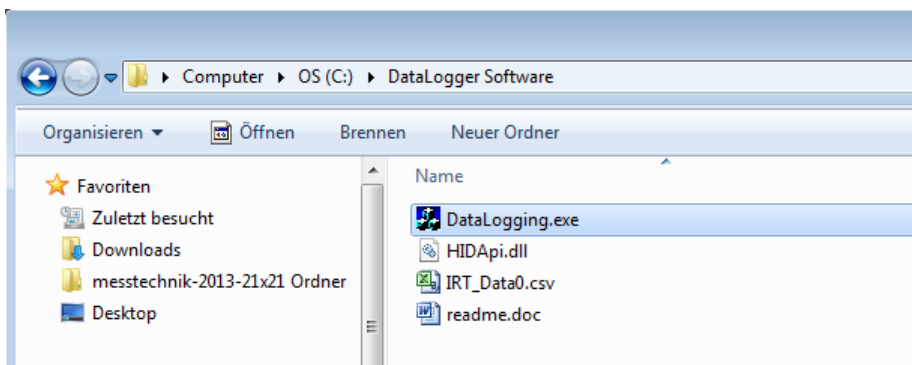 Computer OS (C:) DataLogger Software
Organisieren Öffnen Brennen Neuer Ordner
Favoriten
Zuletzt besucht
Downloads
messtechnik-2013-21x21 Ordner
Desktop
Name
DataLogging.exe
HIDApi.dll
IRT_Data0.csv
readme.doc